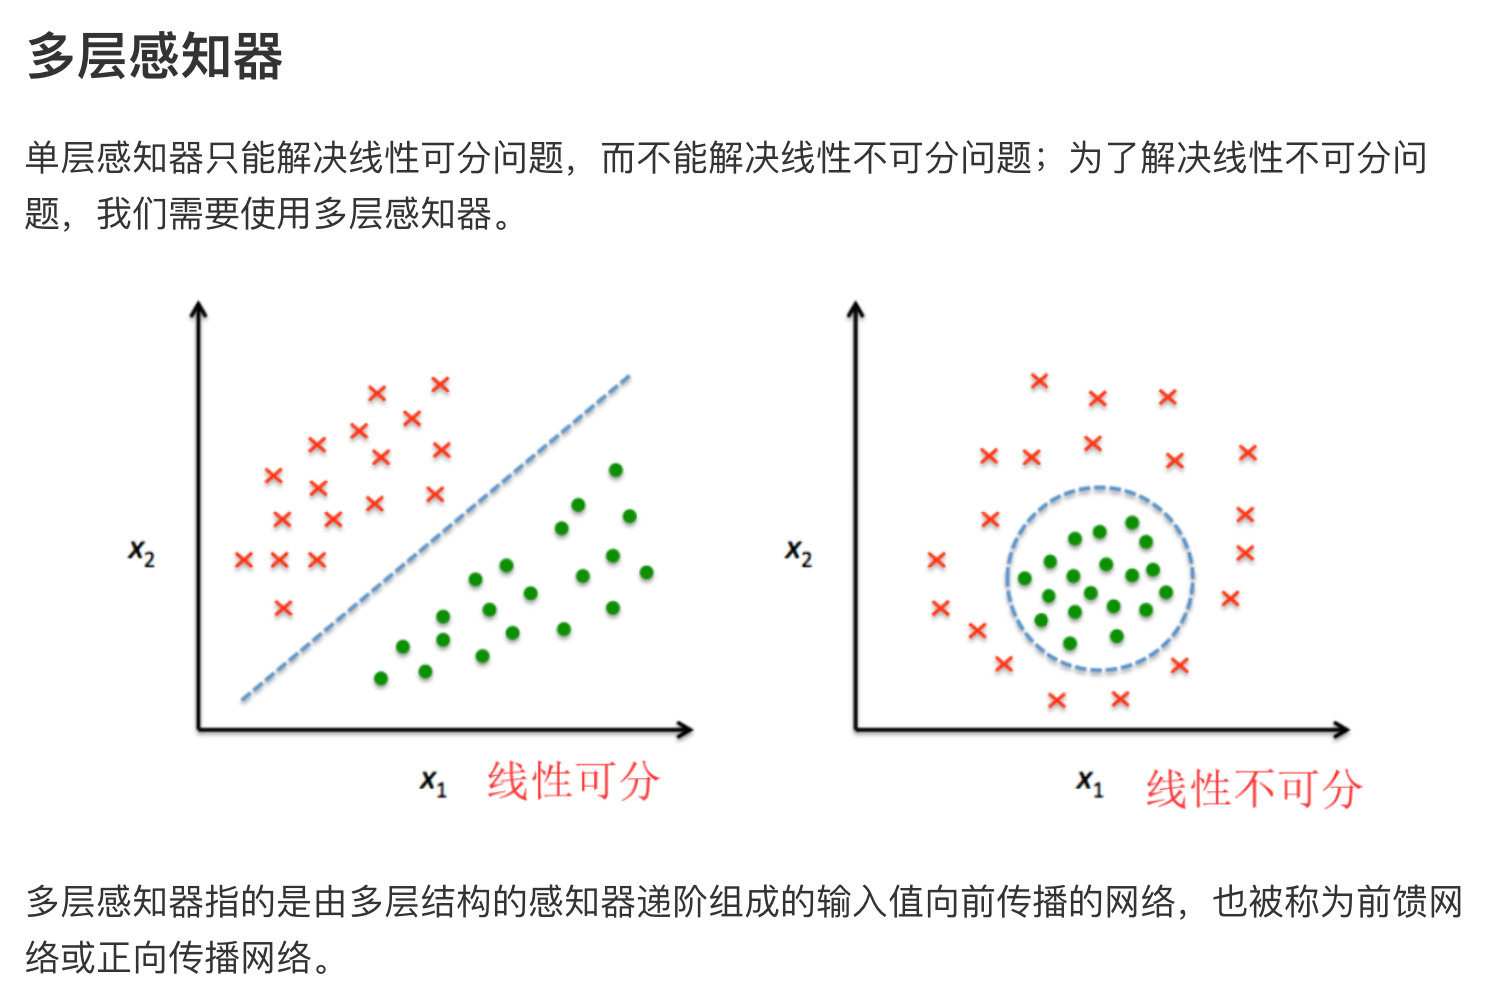 多层感知器
单层感知器只能解决线性可分问题，而不能解决线性不可分问题；为了解决线性不可分问
题，我们需要使用多层感知器。
x2
x1 线性可分
x2
x1 线性不可分
多层感知器指的是由多层结构的感知器递阶组成的输入值向前传播的网络，也被称为前馈网
络或正向传播网络。